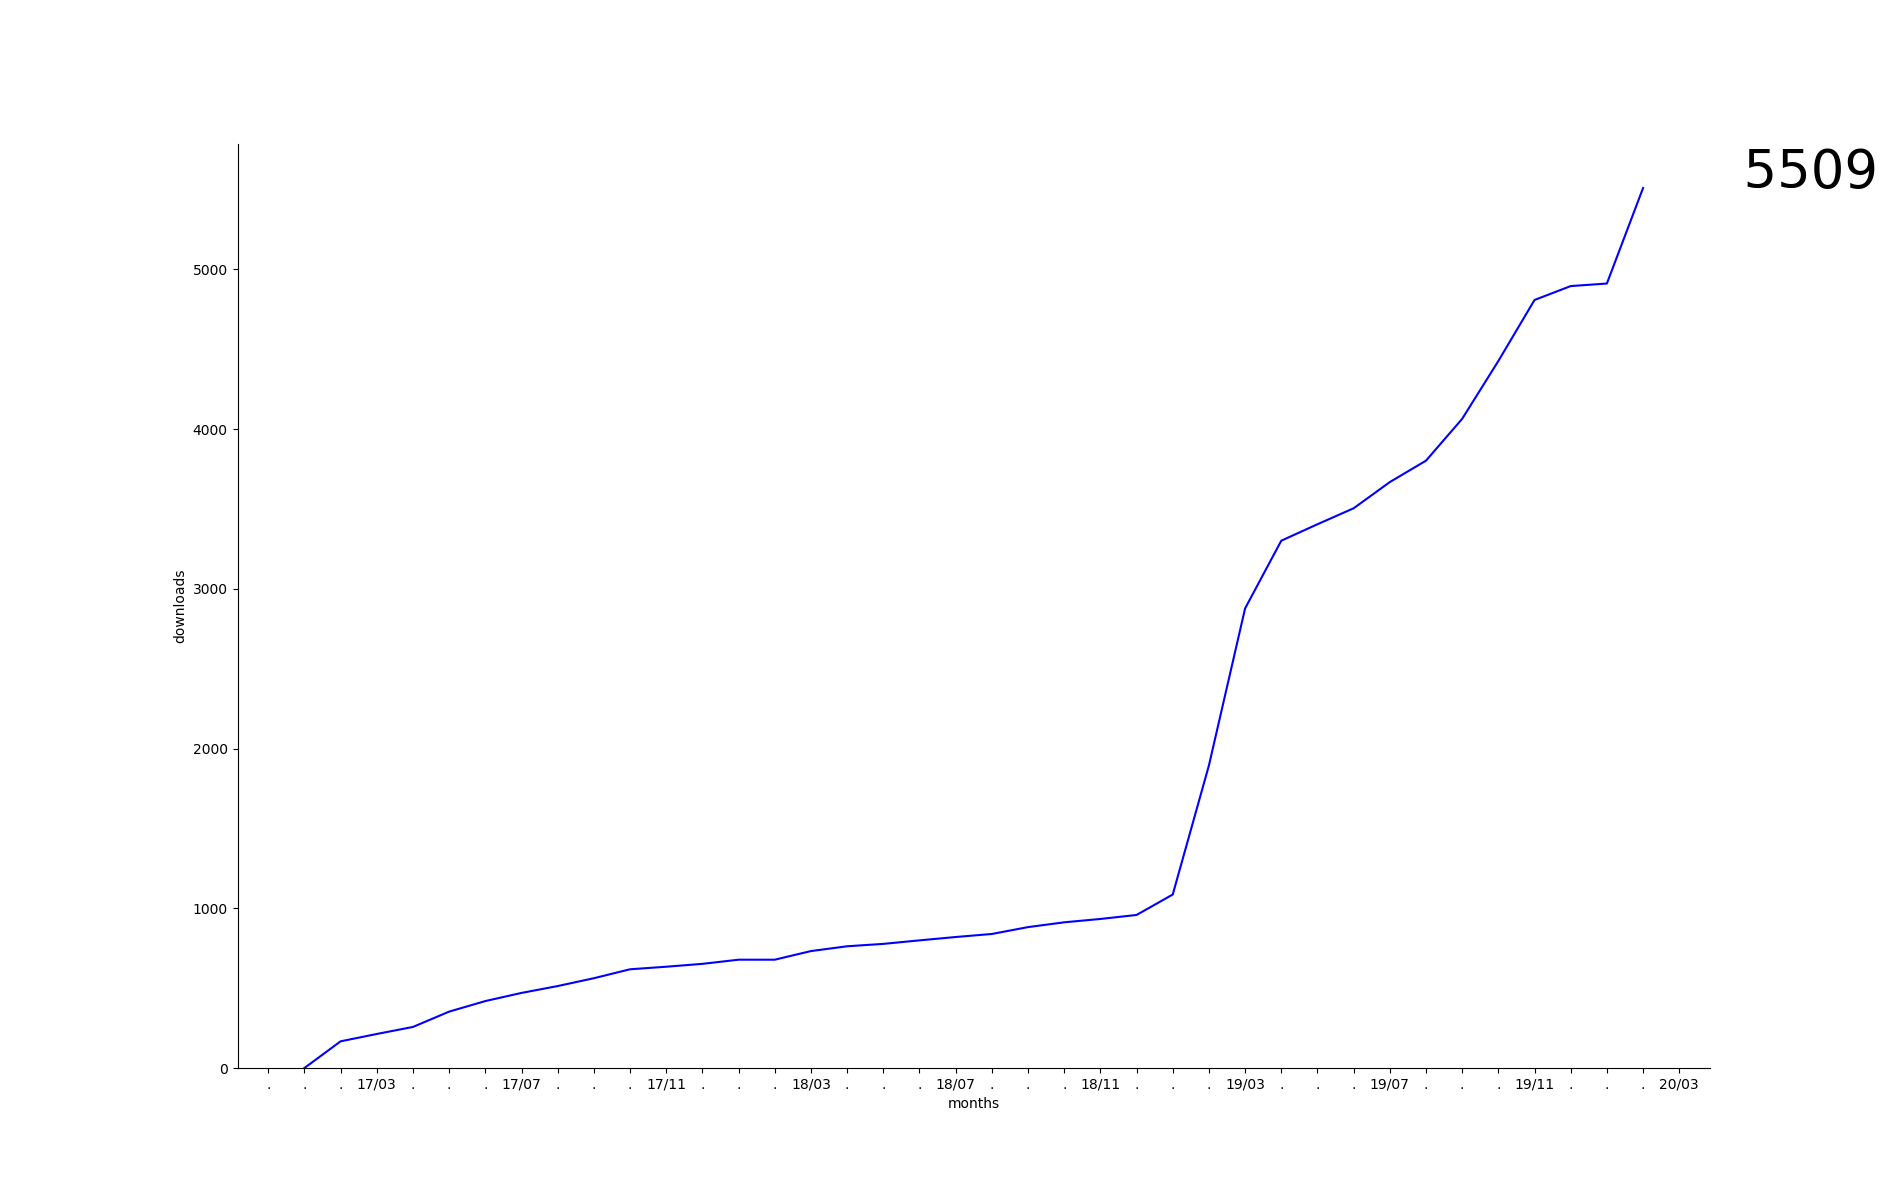 5509
5000
4000
3000
2000
1000
0
downloads
. . . 17/03 . . . 17/07 . . . 17/11 . . . 18/03 . . . 18/07 . . . 18/11 . . . 19/03 . . . 19/07 . . . 19/11 . . . 20/03
months